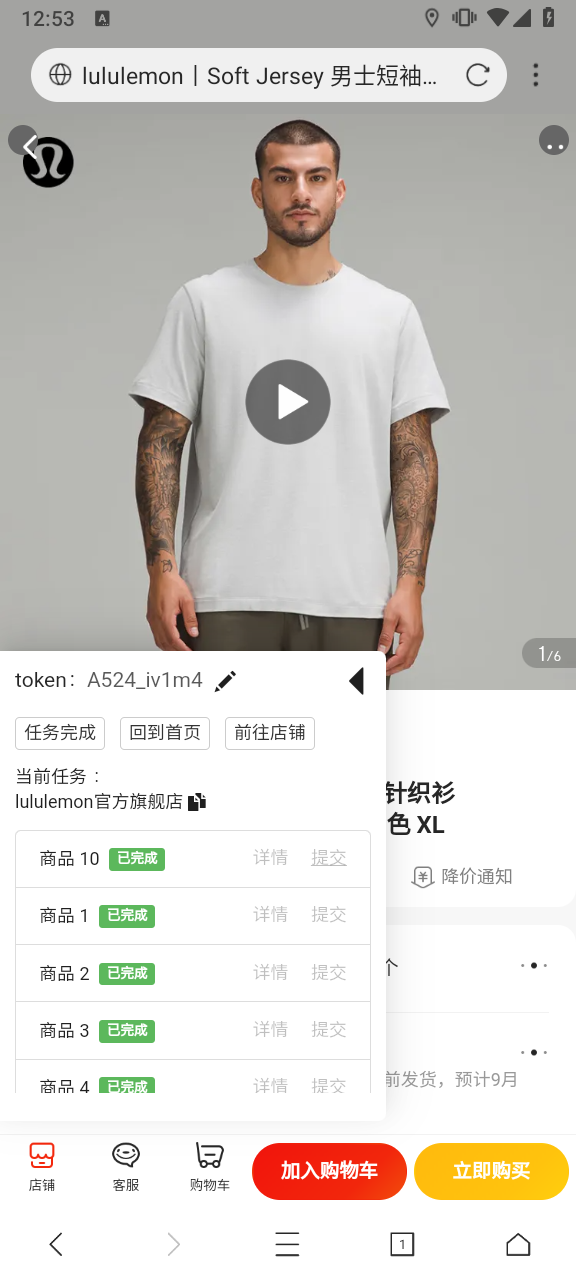 12:53
lululemon｜Soft Jersey 男士短袖...
1/6
token： A524_iv1m4
任务完成 回到首页 前往店铺
当前任务 ：
lululemon官方旗舰店
针织衫
色 XL
降价通知
商品 10 已完成 详情 提交
商品 1 已完成 详情 提交
商品 2 已完成 详情 提交
个
商品 3 已完成 详情 提交
商品 4 已完成 详情 提交
前发货，预计9月
店铺 客服 购物车 加入购物车 立即购买
1